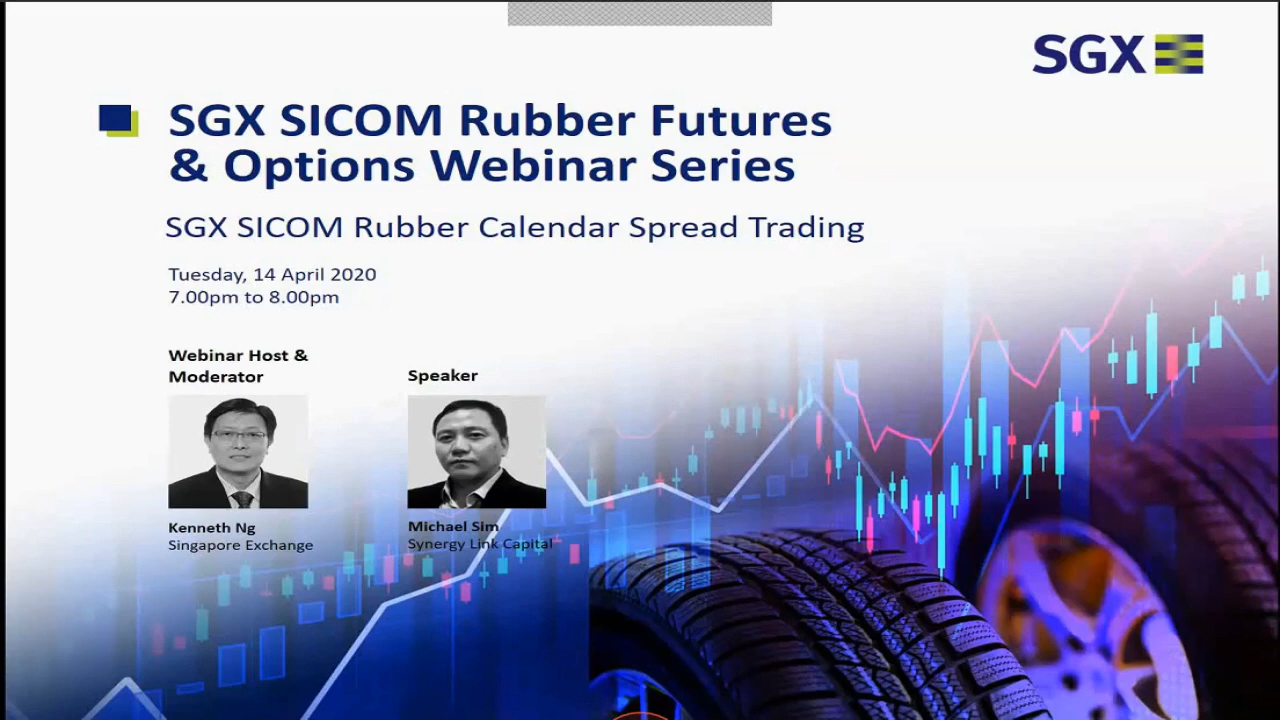 SGX
SGX SICOM Rubber Futures
& Options Webinar Series
SGX SICOM Rubber Calendar Spread Trading
Tuesday, 14 April 2020
7.00pm to 8.00pm
Webinar Host &
Moderator
Kenneth Ng
Singapore Exchange
Speaker
Michael Sim
Synergy Link Capital